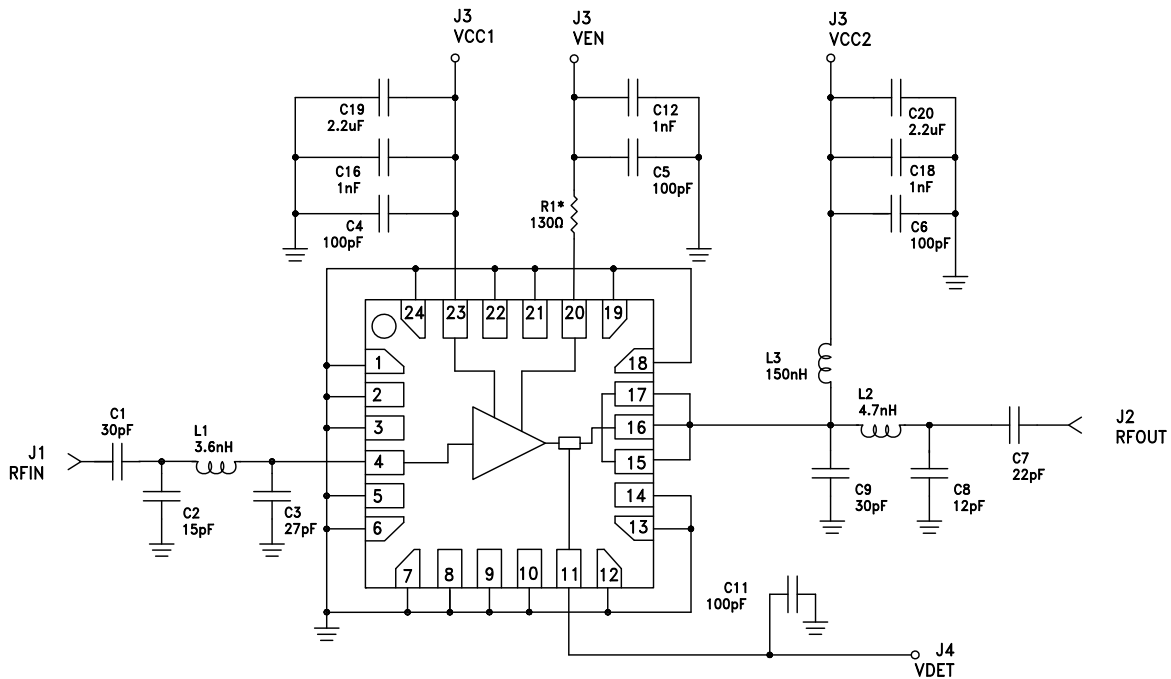 J3
VCC1
J3
VEN
J3
VCC2
C19
2.2uF
C12
1nF
C20
2.2uF
C16
1nF
C5
100pF
C18
1nF
C4
100pF
R1*
130Ω
C6
100pF
24
23
22
21
20
19
1
2
3
4
5
6
18
17
16
15
14
13
7
8
9
10
11
12
L3
150nH
L2
4.7nH
C1
30pF
L1
3.6nH
J1
RFIN
J2
RFOUT
C2
15pF
C3
27pF
C9
30pF
C8
12pF
C7
22pF
C11
100pF
J4
VDET